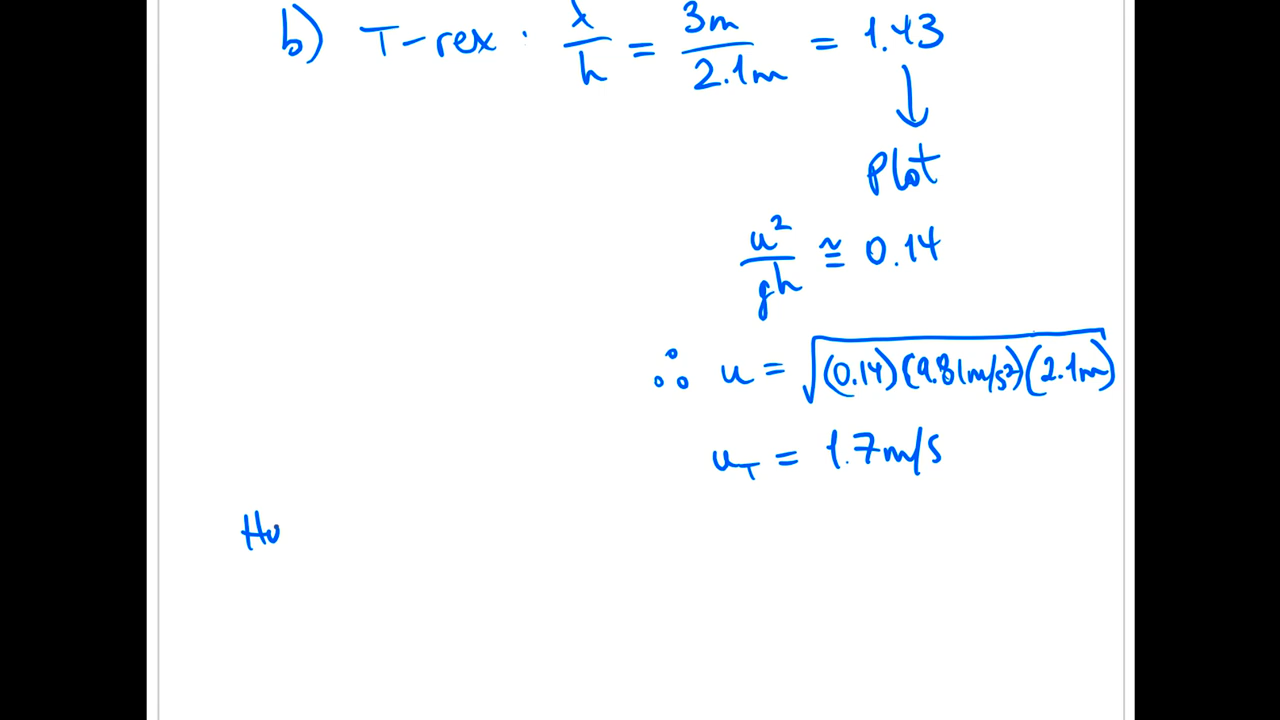 b) T-rex · λ/h = 3m/2.1m = 1.43
↓
Plot
u²/gh ≅ 0.14
∴ u = √(0.14)(9.81m/s²)(2.1m)
u_T = 1.7m/s
Hu